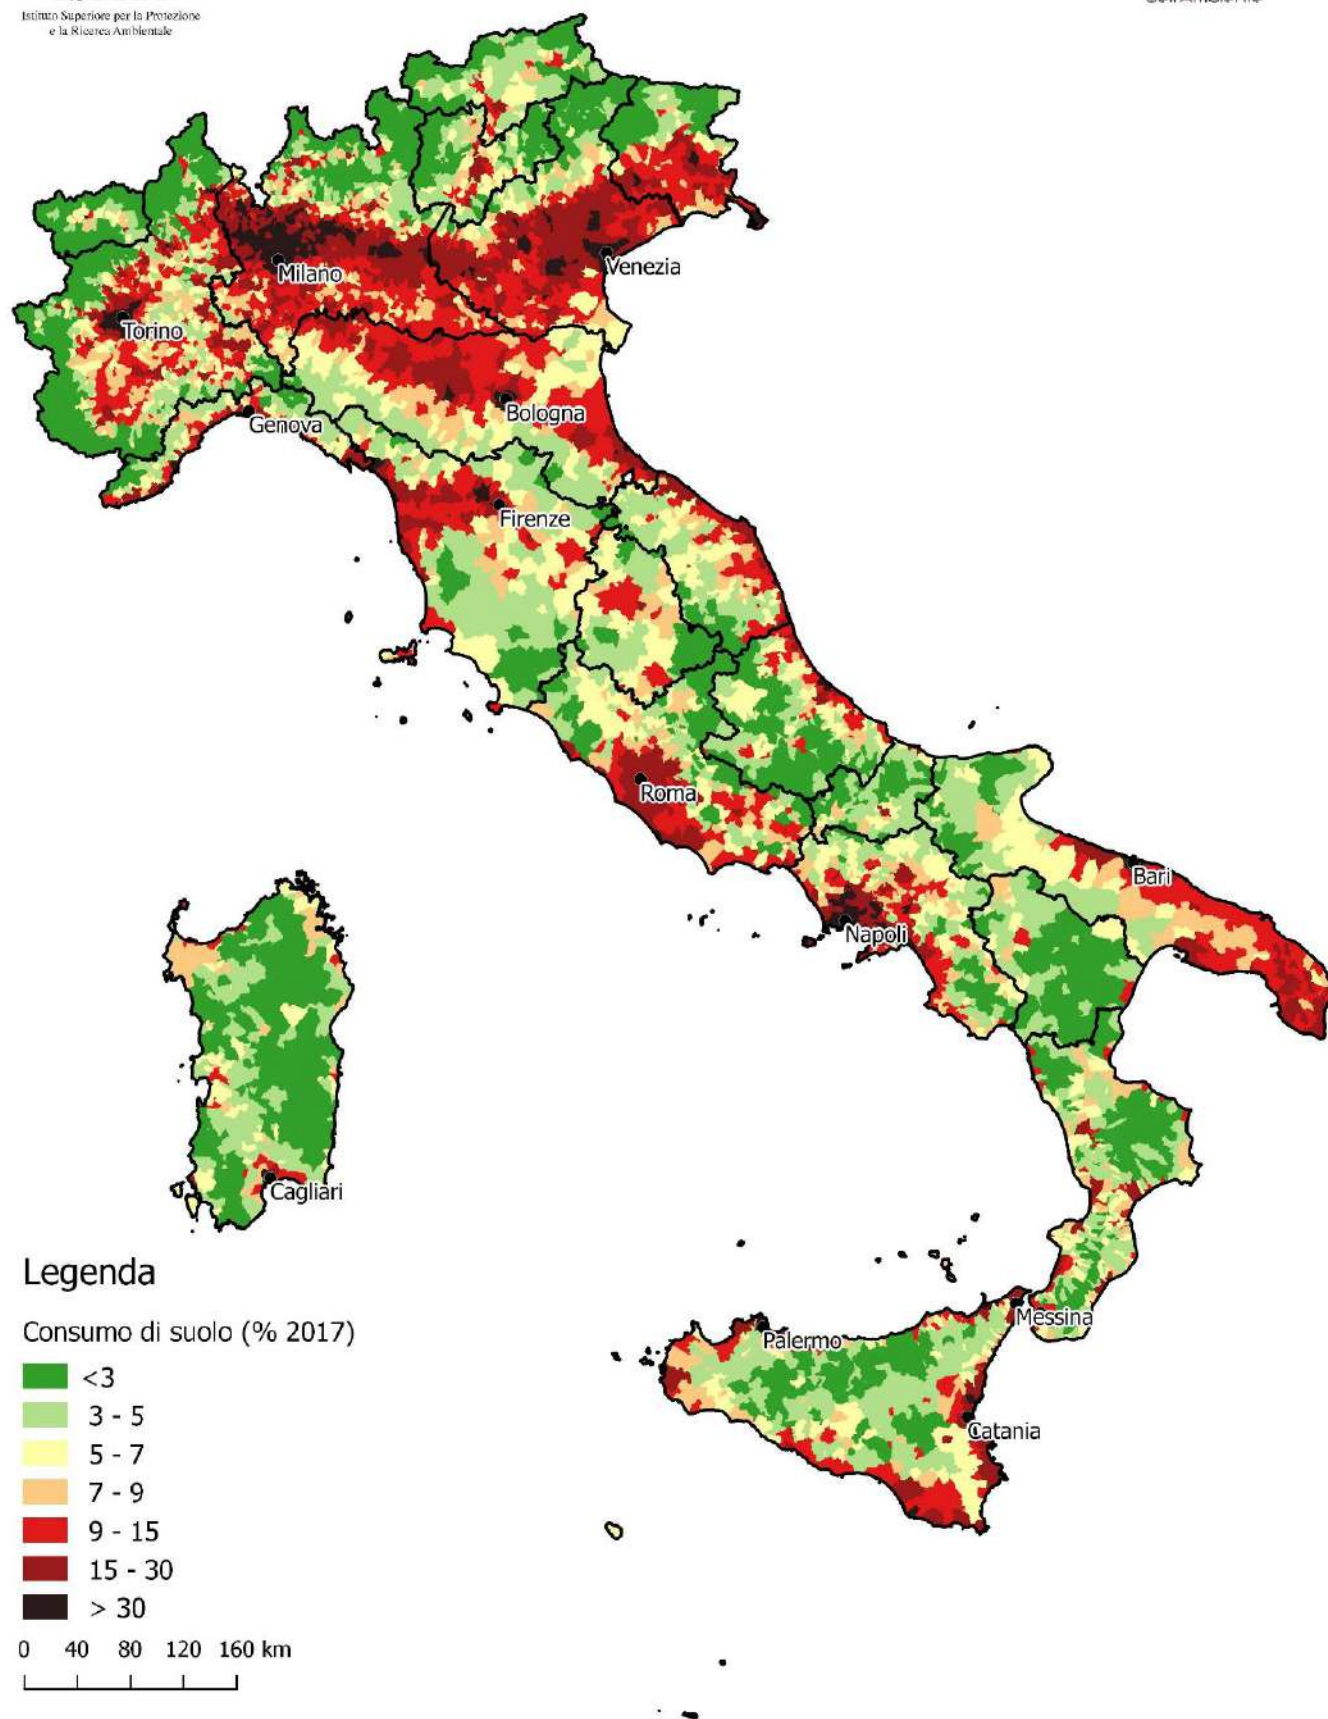 Istituto Superiore per la Protezione
e la Ricerca Ambientale
Milano
Venezia
Torino
Bologna
Genova
Firenze
Roma
Bari
Napoli
Cagliari
Messina
Palermo
Catania
Legenda
Consumo di suolo (% 2017)
<3
3 - 5
5 - 7
7 - 9
9 - 15
15 - 30
> 30
0 40 80 120 160 km